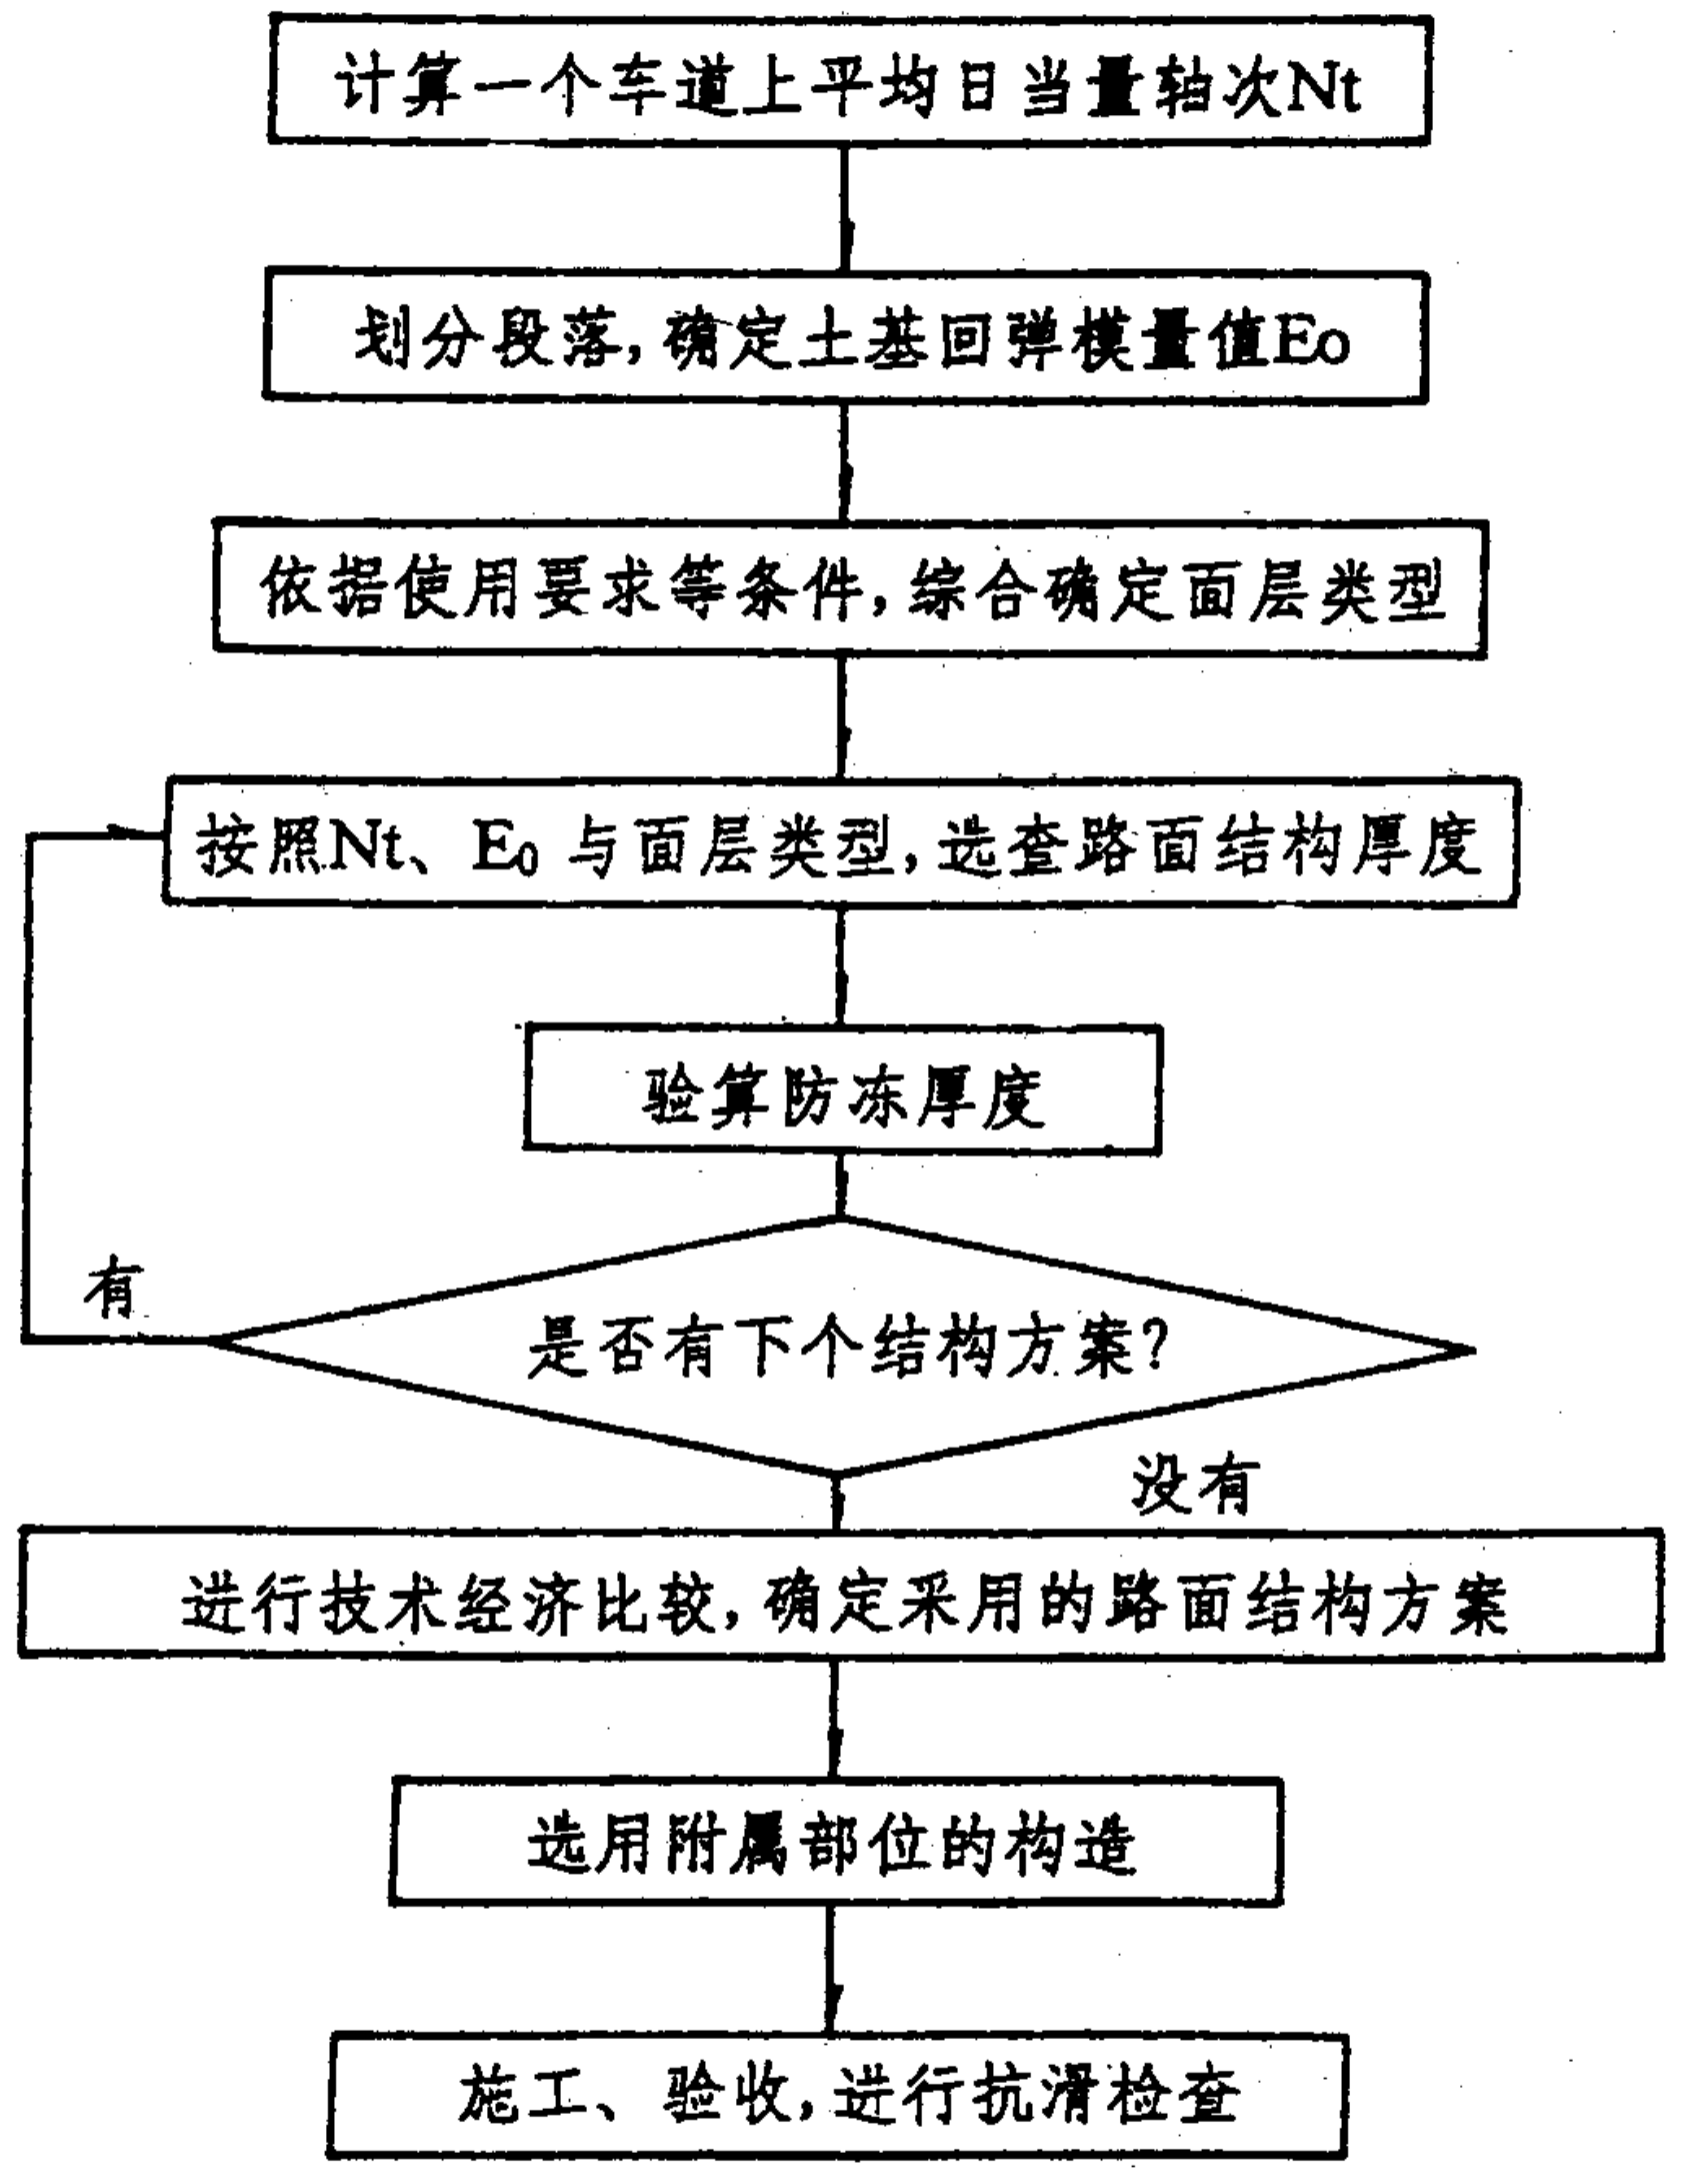 计算一个车道上平均日当量轴次Nt
划分段落,确定土基回弹模量值Eo
依据使用要求等条件,综合确定面层类型
按照Nt、E₀与面层类型,选查路面结构厚度
验算防冻厚度
有
是否有下个结构方案?
没有
进行技术经济比较,确定采用的路面结构方案
选用附属部位的构造
施工、验收,进行抗滑检查